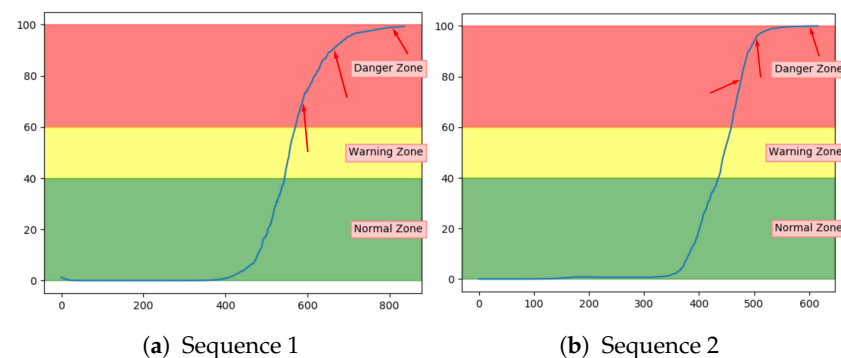 100
80
60
40
20
0
Danger Zone
Warning Zone
Normal Zone
0 200 400 600 800
(a) Sequence 1
100
80
60
40
20
0
Danger Zone
Warning Zone
Normal Zone
0 100 200 300 400 500 600
(b) Sequence 2